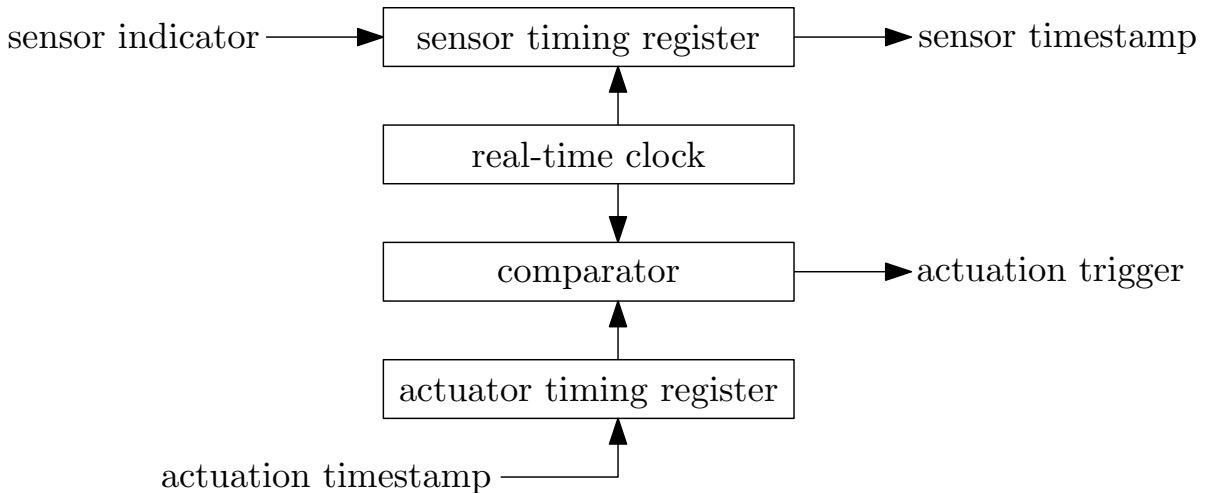 sensor indicator
sensor timing register
sensor timestamp
real-time clock
comparator
actuation trigger
actuator timing register
actuation timestamp